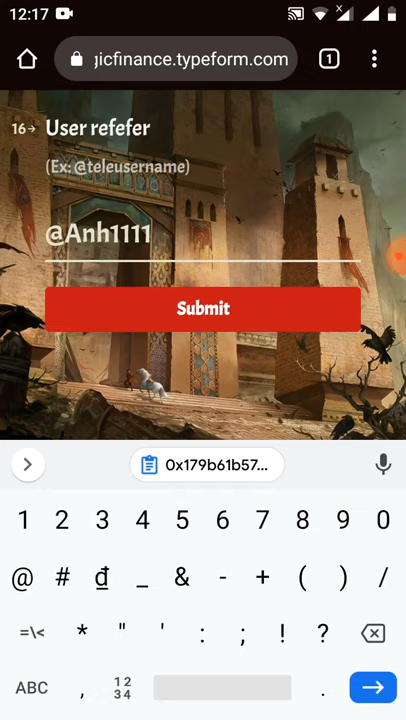 12:17
jicfinance.typeform.com
1
16→ User refefer
(Ex: @teleusername)
@Anh1111
Submit
0x179b61b57...
1 2 3 4 5 6 7 8 9 0
@ # ₫ _ & - + ( ) /
=\< * " ' : ; ! ?
ABC , 12 34 .